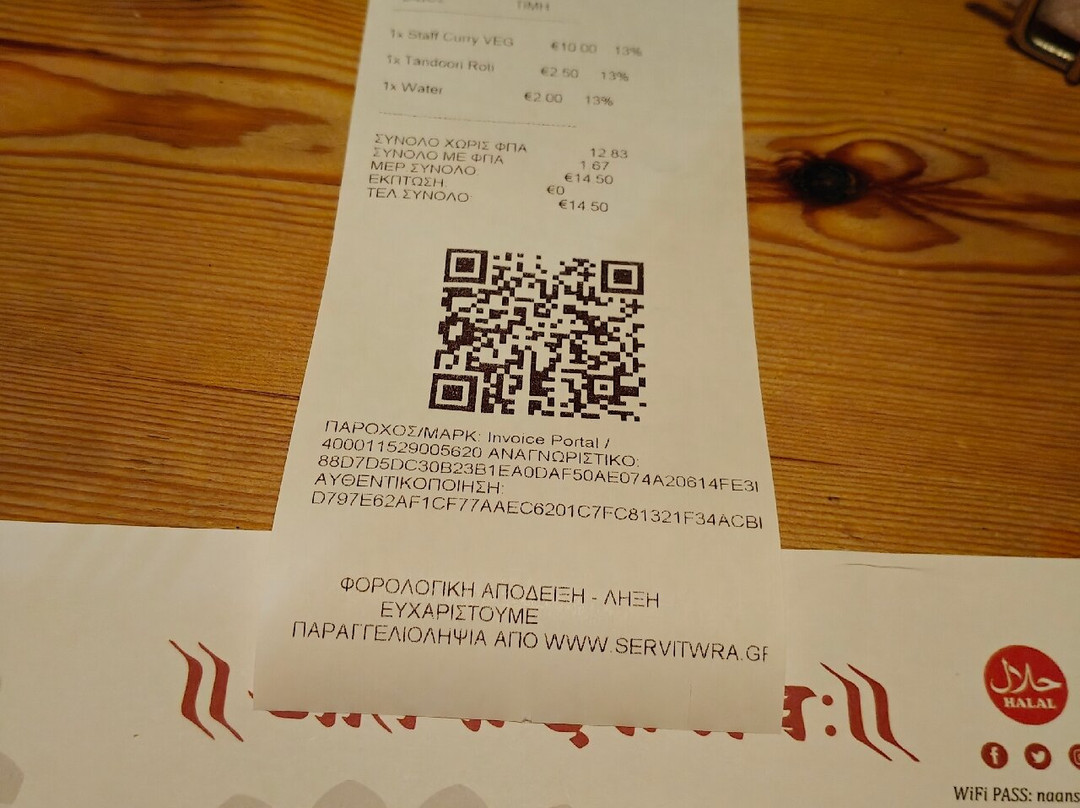 ΤΙΜΗ
1x Staff Curry VEG €10.00 13%
1x Tandoori Roti €2.50 13%
1x Water €2.00 13%
ΣΥΝΟΛΟ ΧΩΡΙΣ ΦΠΑ 12.83
ΣΥΝΟΛΟ ΜΕ ΦΠΑ 1.67
ΜΕΡ.ΣΥΝΟΛΟ: €14.50
ΕΚΠΤΩΣΗ: €0
ΤΕΛ ΣΥΝΟΛΟ: €14.50
ΠΑΡΟΧΟΣ/ΜΑΡΚ: Invoice Portal /
400011529005620 ΑΝΑΓΝΩΡΙΣΤΙΚΟ:
88D7D5DC30B23B1EA0DAF50AE074A20614FE3
ΑΥΘΕΝΤΙΚΟΠΟΙΗΣΗ:
D797E62AF1CF77AAEC6201C7FC81321F34ACB
ΦΟΡΟΛΟΓΙΚΗ ΑΠΟΔΕΙΞΗ - ΛΗΞΗ
ΕΥΧΑΡΙΣΤΟΥΜΕ
ΠΑΡΑΓΓΕΛΙΟΛΗΨΙΑ ΑΠΟ WWW.SERVITWRA.GR
حلال
HALAL
WiFi PASS: naans